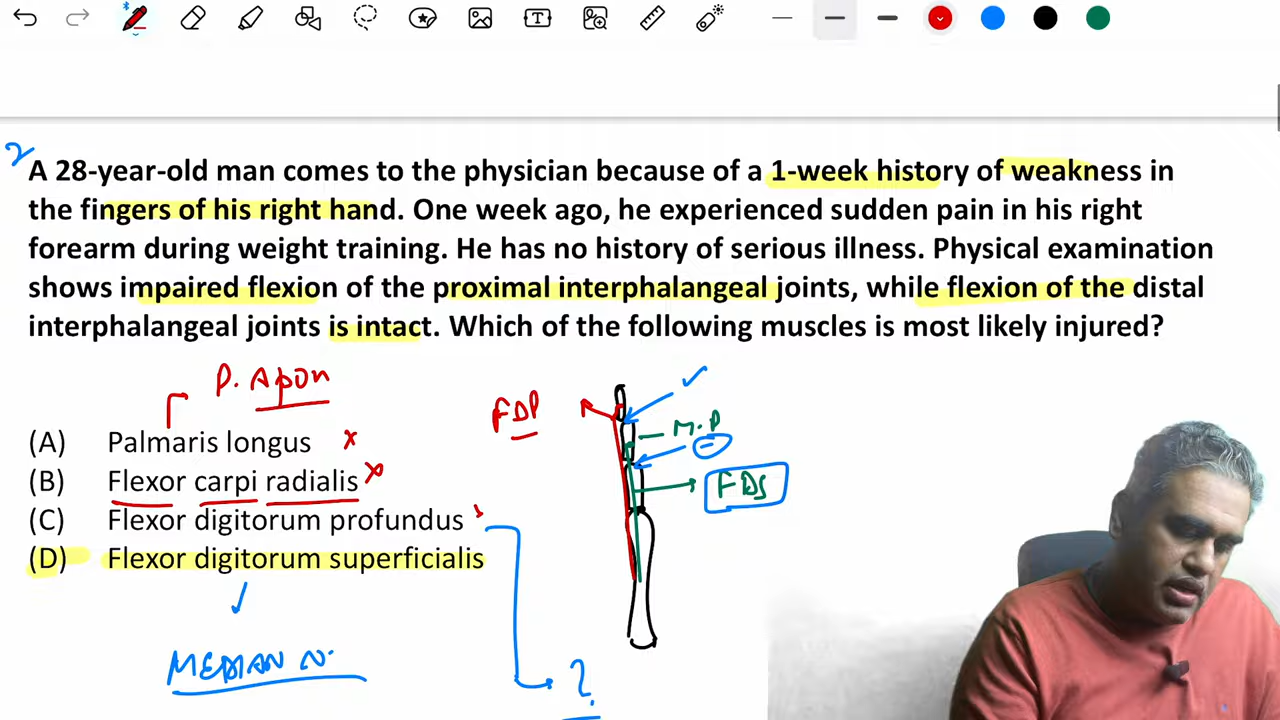 2
A 28-year-old man comes to the physician because of a 1-week history of weakness in
the fingers of his right hand. One week ago, he experienced sudden pain in his right
forearm during weight training. He has no history of serious illness. Physical examination
shows impaired flexion of the proximal interphalangeal joints, while flexion of the distal
interphalangeal joints is intact. Which of the following muscles is most likely injured?
P. Apon
(A) Palmaris longus x
(B) Flexor carpi radialis x
(C) Flexor digitorum profundus
(D) Flexor digitorum superficialis
MEDIAN N.
FDP
M.P
FDS
?